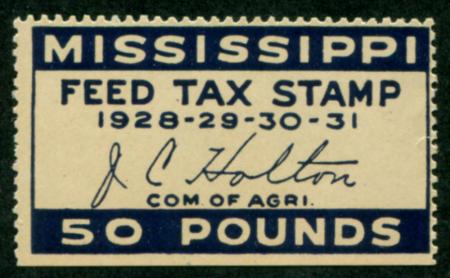 MISSISSIPPI
FEED TAX STAMP
1928-29-30-31
J C Holton
COM. OF AGRI.
50 POUNDS